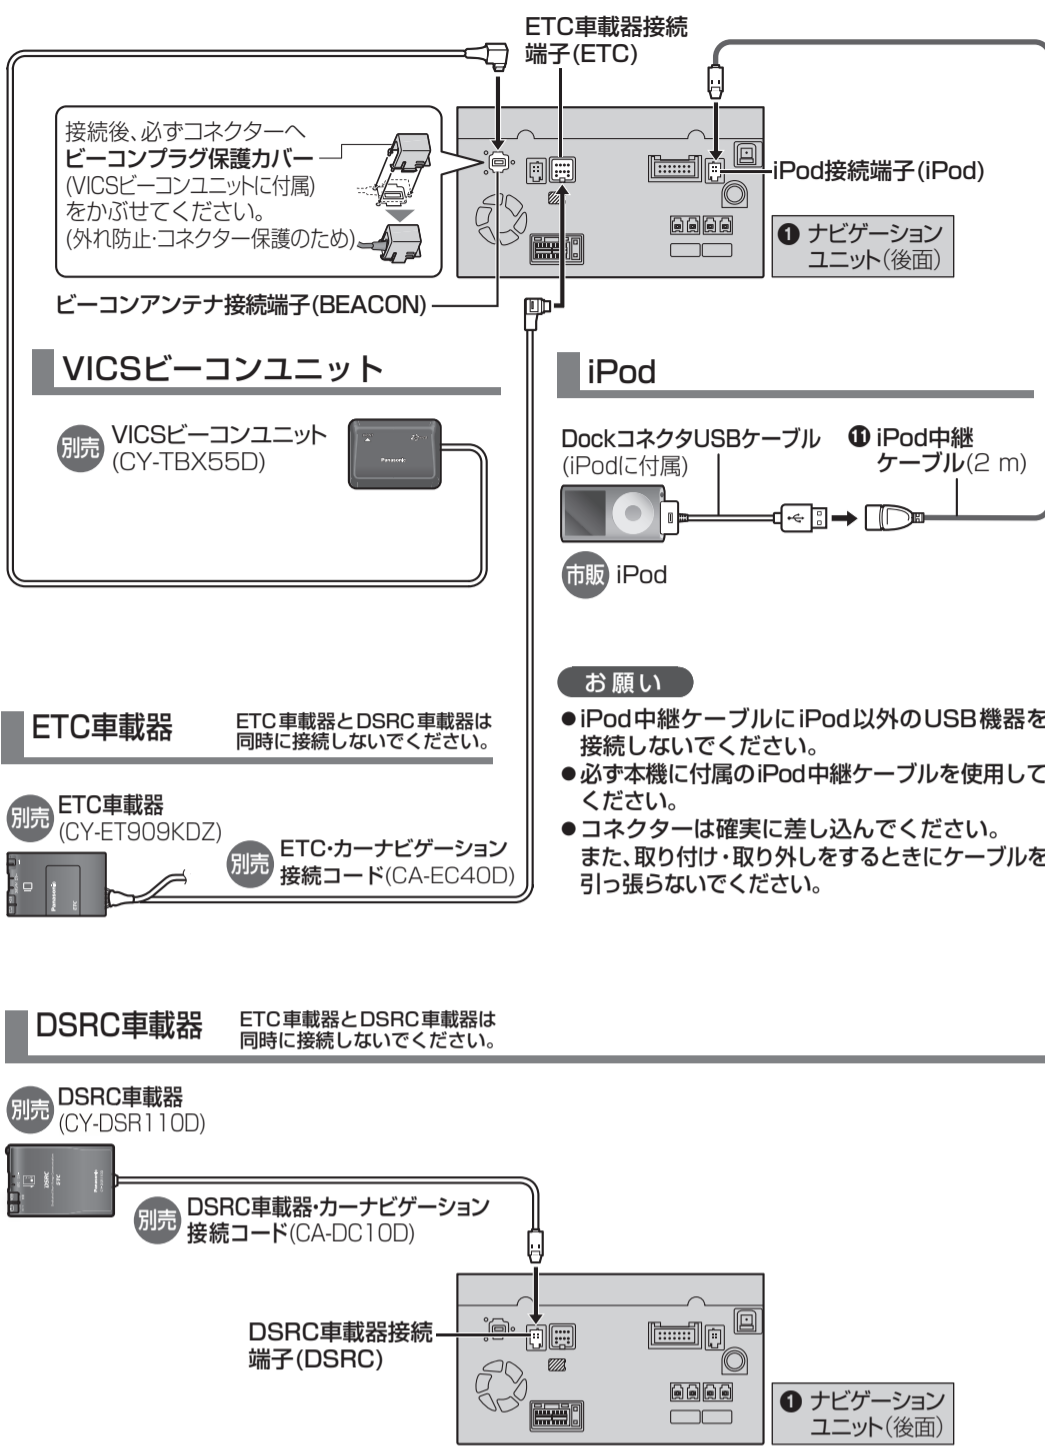 ETC車載器接続
端子(ETC)
接続後、必ずコネクターへ
ビーコンプラグ保護カバー
(VICSビーコンユニットに付属)
をかぶせてください。
(外れ防止・コネクター保護のため)
iPod接続端子(iPod)
❶ ナビゲーション
ユニット(後面)
ビーコンアンテナ接続端子(BEACON)
VICSビーコンユニット
別売 VICSビーコンユニット
(CY-TBX55D)
Panasonic
iPod
DockコネクタUSBケーブル
(iPodに付属)
⓫ iPod中継
ケーブル(2 m)
市販 iPod
お願い
●iPod中継ケーブルにiPod以外のUSB機器を
接続しないでください。
●必ず本機に付属のiPod中継ケーブルを使用して
ください。
●コネクターは確実に差し込んでください。
また、取り付け・取り外しをするときにケーブルを
引っ張らないでください。
ETC車載器
ETC車載器とDSRC車載器は
同時に接続しないでください。
別売 ETC車載器
(CY-ET909KDZ)
Panasonic
ETC
別売 ETC・カーナビゲーション
接続コード(CA-EC40D)
DSRC車載器
ETC車載器とDSRC車載器は
同時に接続しないでください。
別売 DSRC車載器
(CY-DSR110D)
DSRC
ETC
Panasonic
別売 DSRC車載器・カーナビゲーション
接続コード(CA-DC10D)
DSRC車載器接続
端子(DSRC)
❶ ナビゲーション
ユニット(後面)